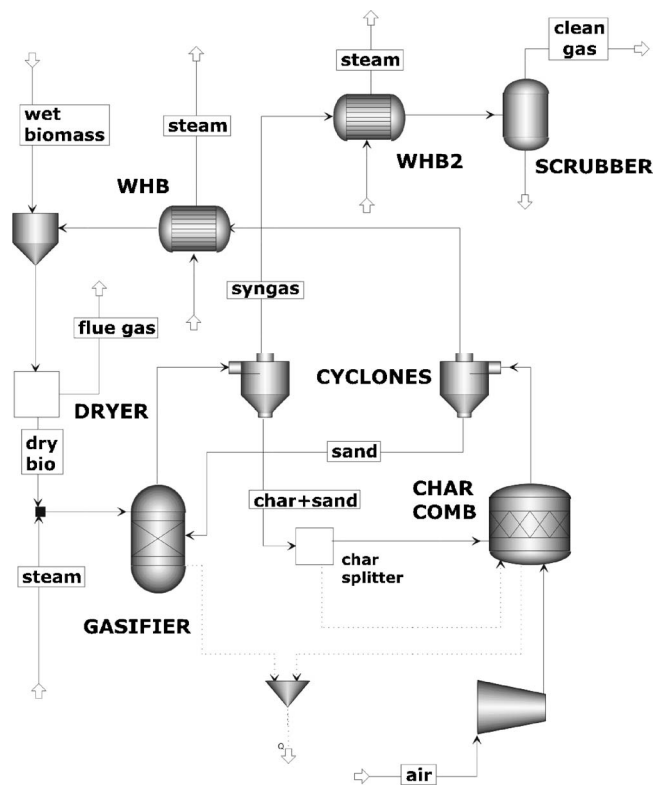 clean
gas
steam
wet
biomass
steam
WHB2
SCRUBBER
WHB
syngas
flue gas
CYCLONES
DRYER
dry
bio
sand
CHAR
COMB
char+sand
char
splitter
steam
GASIFIER
Q
air